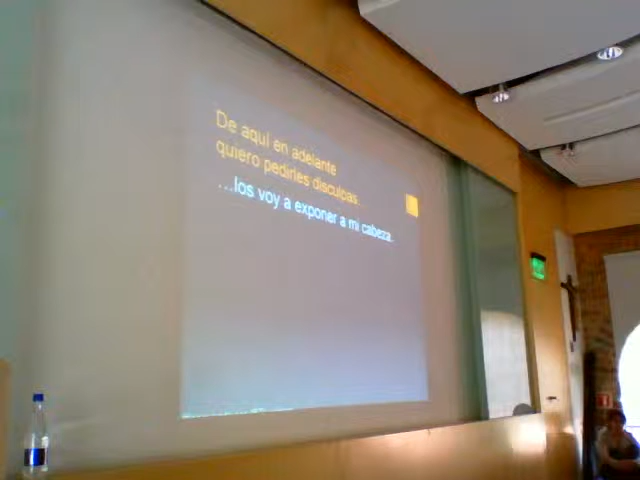 De aquí en adelante
quiero pedirles disculpas...
...los voy a exponer a mi cabeza.